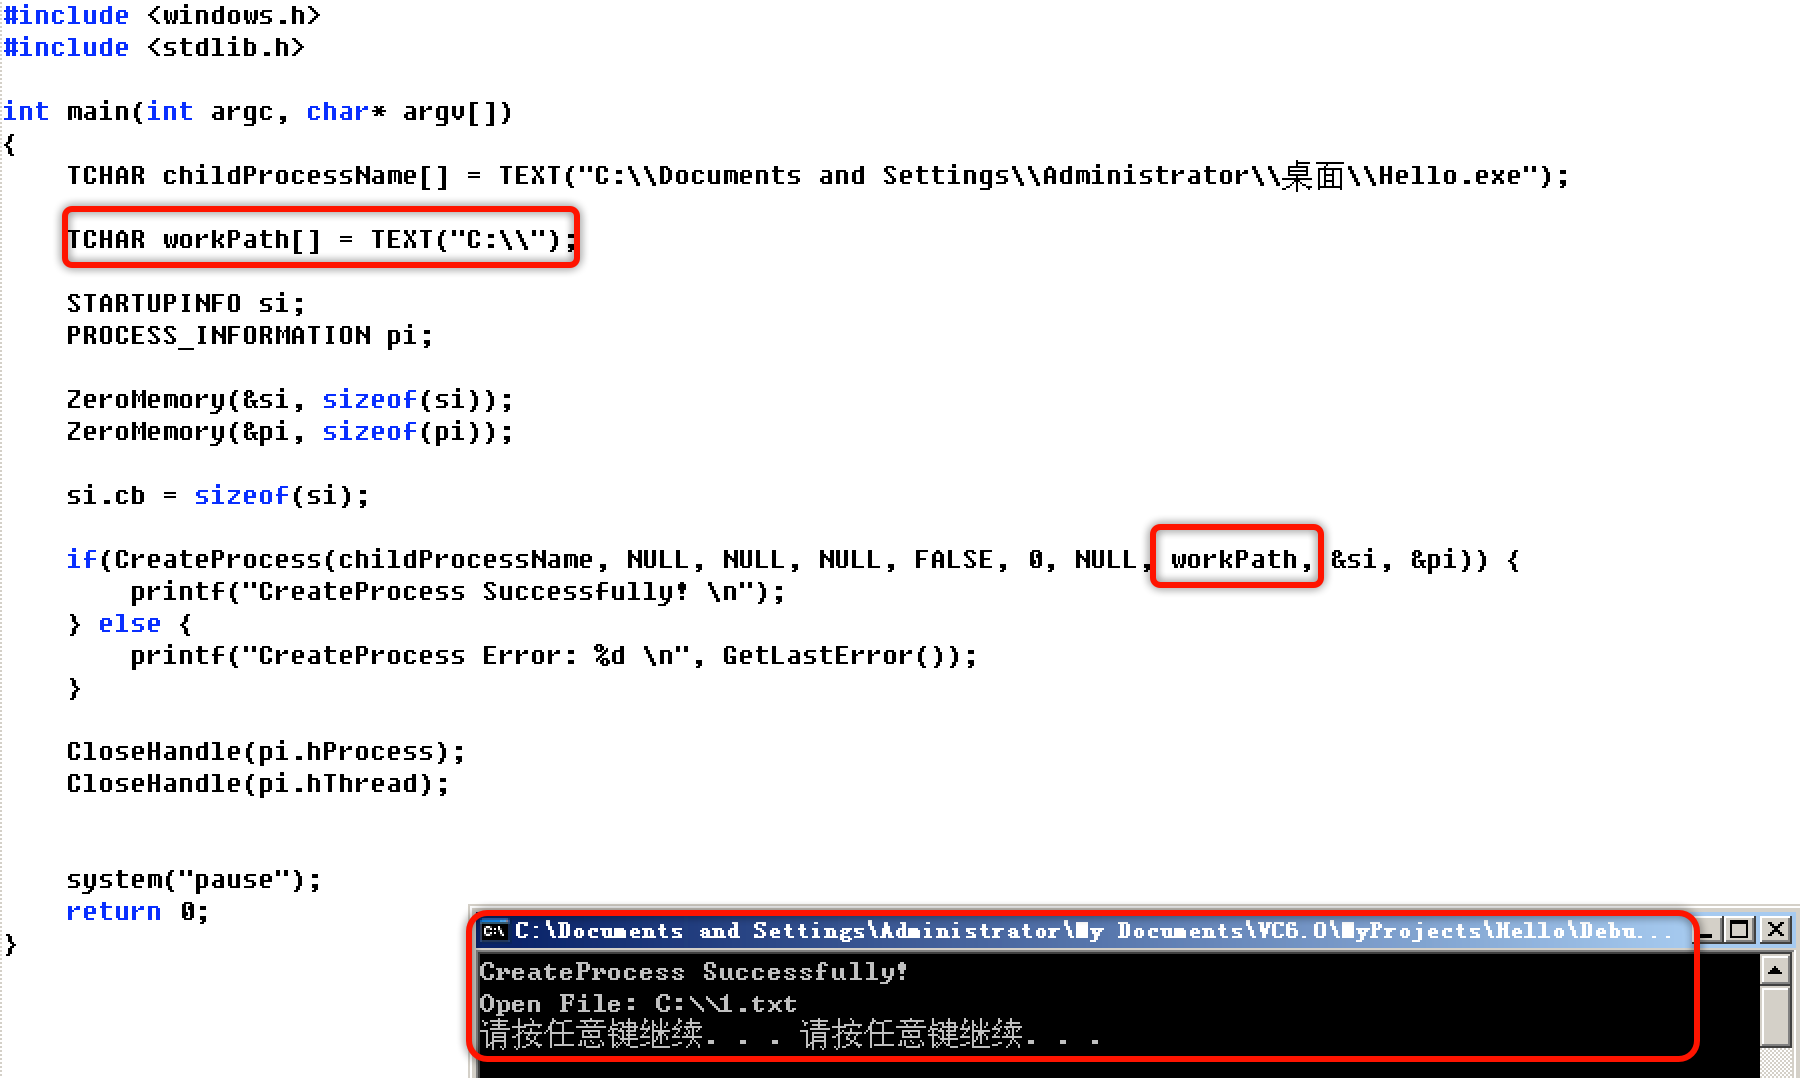 #include <windows.h>
#include <stdlib.h>
int main(int argc, char* argv[])
{
TCHAR childProcessName[] = TEXT("C:\\Documents and Settings\\Administrator\\桌面\\Hello.exe");
TCHAR workPath[] = TEXT("C:\\");
STARTUPINFO si;
PROCESS_INFORMATION pi;
ZeroMemory(&si, sizeof(si));
ZeroMemory(&pi, sizeof(pi));
si.cb = sizeof(si);
if(CreateProcess(childProcessName, NULL, NULL, NULL, FALSE, 0, NULL, workPath, &si, &pi)) {
printf("CreateProcess Successfully! \n");
} else {
printf("CreateProcess Error: %d \n", GetLastError());
}
CloseHandle(pi.hProcess);
CloseHandle(pi.hThread);
system("pause");
return 0;
}
C:\Documents and Settings\Administrator\My Documents\VC6.0\MyProjects\Hello\Debu...
CreateProcess Successfully!
Open File: C:\\1.txt
请按任意键继续. . . 请按任意键继续. . .